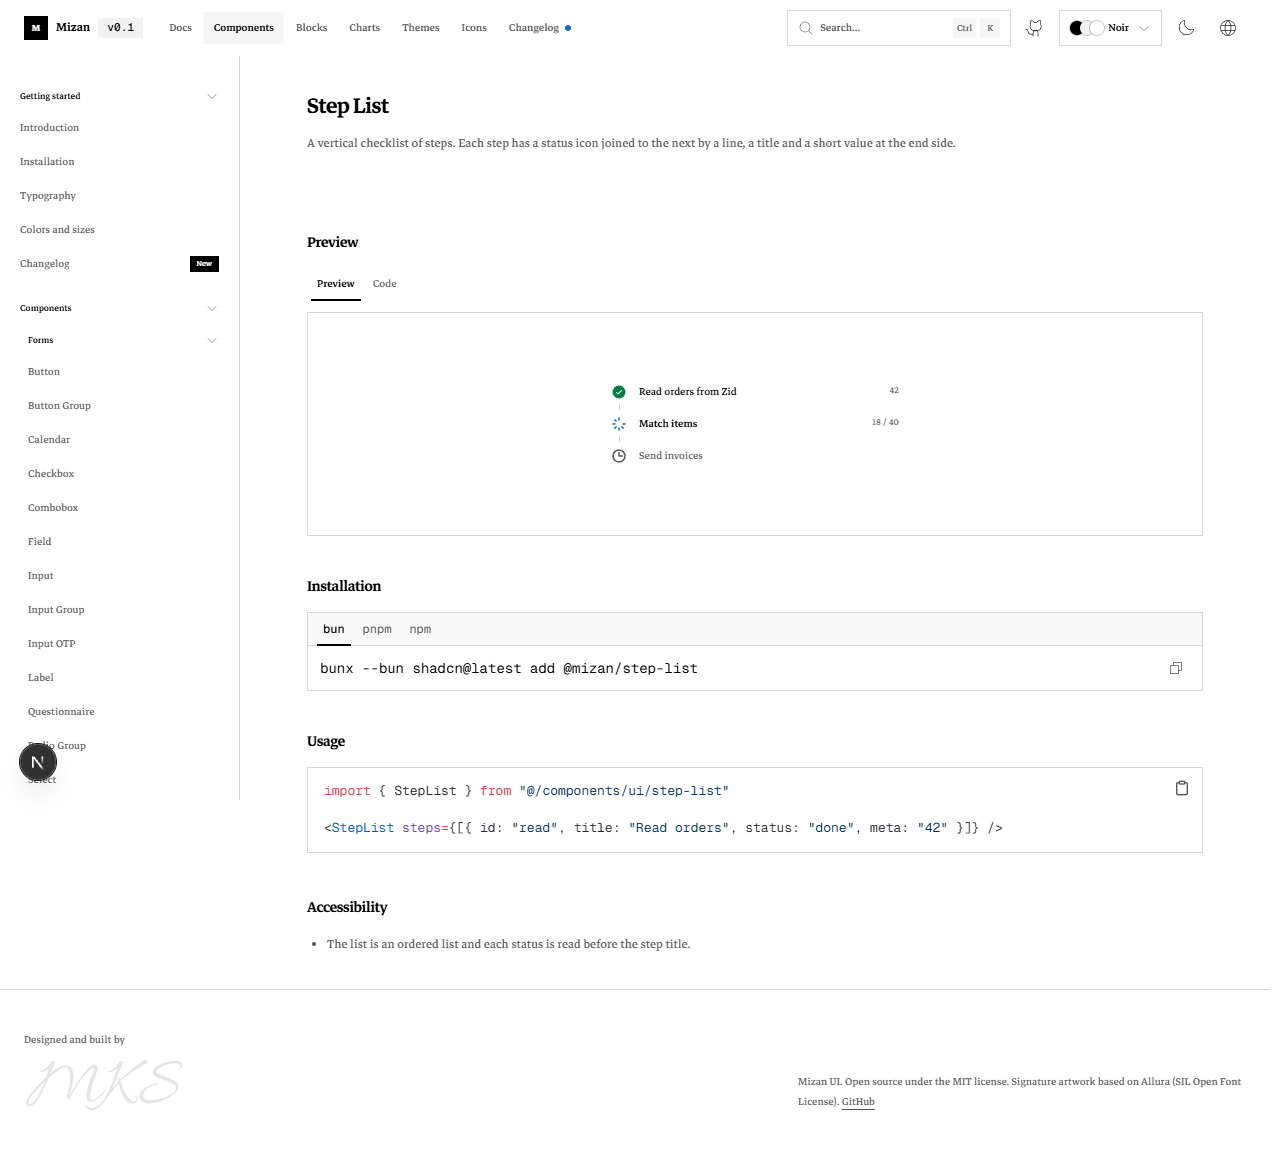 M Mizan v0.1 Docs Components Blocks Charts Themes Icons Changelog Search... Ctrl K Noir
Getting started
Introduction
Installation
Typography
Colors and sizes
Changelog New
Components
Forms
Button
Button Group
Calendar
Checkbox
Combobox
Field
Input
Input Group
Input OTP
Label
Questionnaire
Group
N
Step List
A vertical checklist of steps. Each step has a status icon joined to the next by a line, a title and a short value at the end side.
Preview
Preview Code
Read orders from Zid 42
Match items 18 / 40
Send invoices
Installation
bun pnpm npm
bunx --bun shadcn@latest add @mizan/step-list
Usage
import { StepList } from "@/components/ui/step-list"
<StepList steps={[{ id: "read", title: "Read orders", status: "done", meta: "42" }]} />
Accessibility
• The list is an ordered list and each status is read before the step title.
Designed and built by
MKS
Mizan UI. Open source under the MIT license. Signature artwork based on Allura (SIL Open Font
License). GitHub